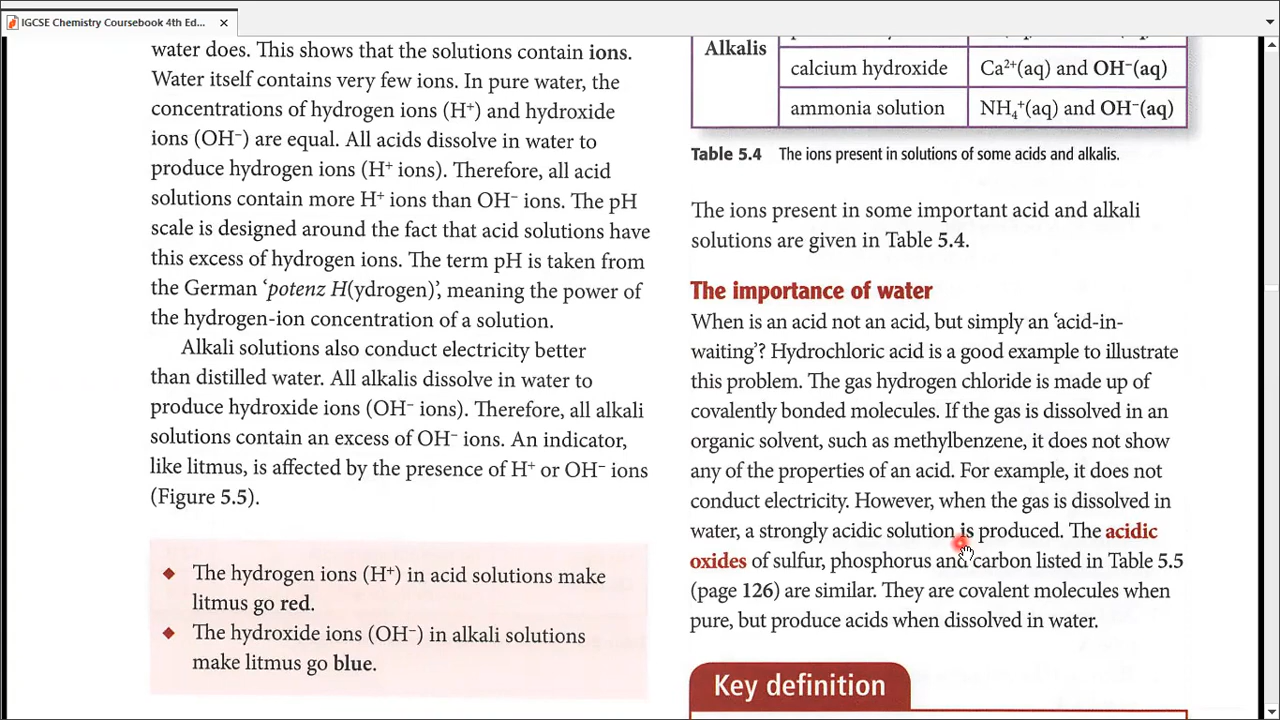 IGCSE Chemistry Coursebook 4th Ed...
water does. This shows that the solutions contain ions.
Water itself contains very few ions. In pure water, the
concentrations of hydrogen ions (H⁺) and hydroxide
ions (OH⁻) are equal. All acids dissolve in water to
produce hydrogen ions (H⁺ ions). Therefore, all acid
solutions contain more H⁺ ions than OH⁻ ions. The pH
scale is designed around the fact that acid solutions have
this excess of hydrogen ions. The term pH is taken from
the German ‘potenz H(ydrogen)’, meaning the power of
the hydrogen-ion concentration of a solution.
Alkali solutions also conduct electricity better
than distilled water. All alkalis dissolve in water to
produce hydroxide ions (OH⁻ ions). Therefore, all alkali
solutions contain an excess of OH⁻ ions. An indicator,
like litmus, is affected by the presence of H⁺ or OH⁻ ions
(Figure 5.5).
◆ The hydrogen ions (H⁺) in acid solutions make
litmus go red.
◆ The hydroxide ions (OH⁻) in alkali solutions
make litmus go blue.
Alkalis
calcium hydroxide Ca²⁺(aq) and OH⁻(aq)
ammonia solution NH₄⁺(aq) and OH⁻(aq)
Table 5.4 The ions present in solutions of some acids and alkalis.
The ions present in some important acid and alkali
solutions are given in Table 5.4.
The importance of water
When is an acid not an acid, but simply an ‘acid-in-
waiting’? Hydrochloric acid is a good example to illustrate
this problem. The gas hydrogen chloride is made up of
covalently bonded molecules. If the gas is dissolved in an
organic solvent, such as methylbenzene, it does not show
any of the properties of an acid. For example, it does not
conduct electricity. However, when the gas is dissolved in
water, a strongly acidic solution is produced. The acidic
oxides of sulfur, phosphorus and carbon listed in Table 5.5
(page 126) are similar. They are covalent molecules when
pure, but produce acids when dissolved in water.
Key definition